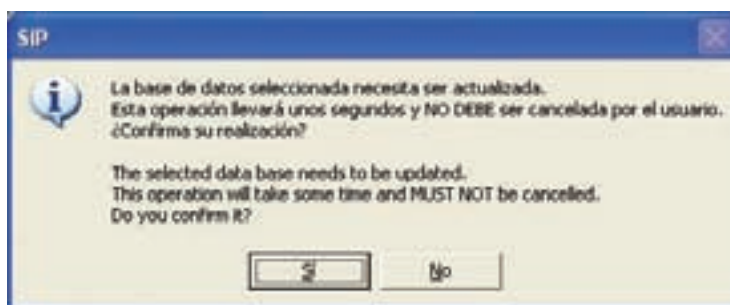 SIP
La base de datos seleccionada necesita ser actualizada.
Esta operación llevará unos segundos y NO DEBE ser cancelada por el usuario.
¿Confirma su realización?
The selected data base needs to be updated.
This operation will take some time and MUST NOT be cancelled.
Do you confirm it?
Sí
No